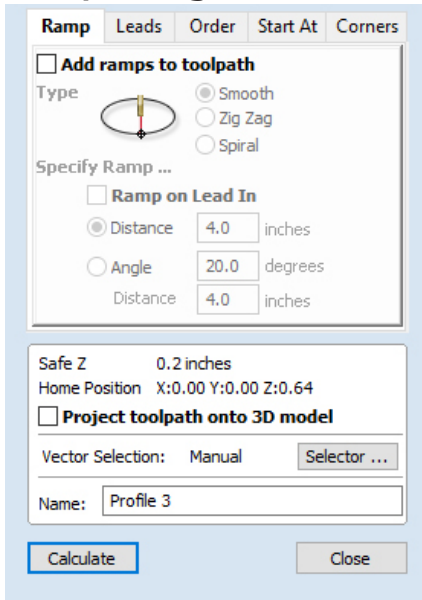 Ramp Leads Order Start At Corners
Add ramps to toolpath
Type
Smooth
Zig Zag
Spiral
Specify Ramp ...
Ramp on Lead In
Distance 4.0 inches
Angle 20.0 degrees
Distance 4.0 inches
Safe Z 0.2 inches
Home Position X:0.00 Y:0.00 Z:0.64
Project toolpath onto 3D model
Vector Selection: Manual Selector ...
Name: Profile 3
Calculate Close